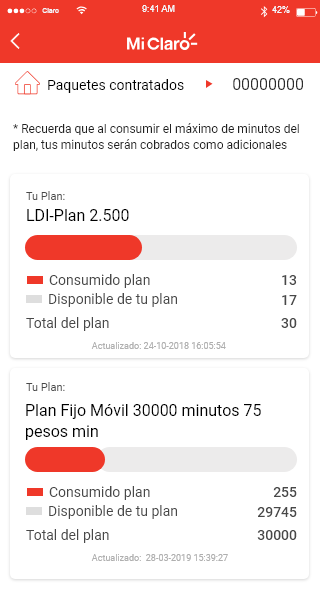 Claro 9:41 AM 42%
Mi Claro
Paquetes contratados 00000000
* Recuerda que al consumir el máximo de minutos del
plan, tus minutos serán cobrados como adicionales
Tu Plan:
LDI-Plan 2.500
Consumido plan 13
Disponible de tu plan 17
Total del plan 30
Actualizado: 24-10-2018 16:05:54
Tu Plan:
Plan Fijo Móvil 30000 minutos 75
pesos min
Consumido plan 255
Disponible de tu plan 29745
Total del plan 30000
Actualizado: 28-03-2019 15:39:27